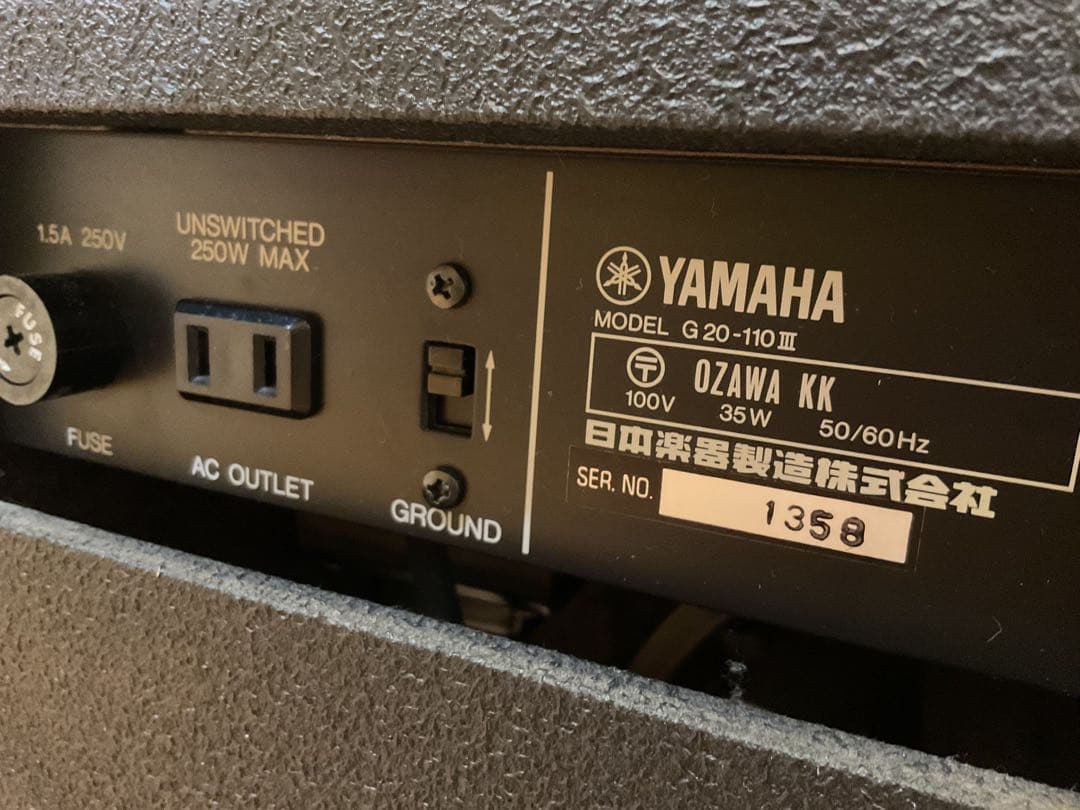 1.5A 250V
FUSE
FUSE
UNSWITCHED
250W MAX
AC OUTLET
GROUND
YAMAHA
MODEL G20-110III
〒 OZAWA KK
100V 35W 50/60Hz
日本楽器製造株式会社
SER. NO. 1358